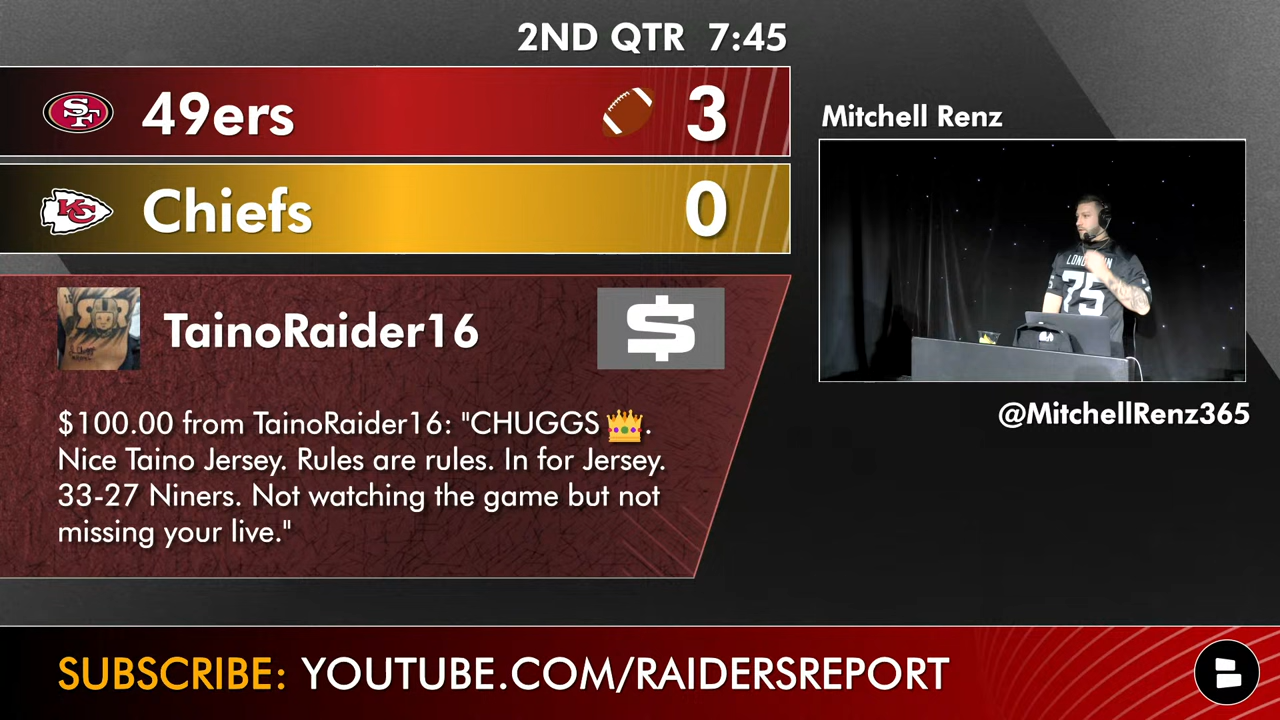 2ND QTR 7:45
49ers 3
Chiefs 0
Mitchell Renz
75
@MitchellRenz365
TainoRaider16
$
$100.00 from TainoRaider16: "CHUGGS 👑.
Nice Taino Jersey. Rules are rules. In for Jersey.
33-27 Niners. Not watching the game but not
missing your live."
SUBSCRIBE: YOUTUBE.COM/RAIDERSREPORT